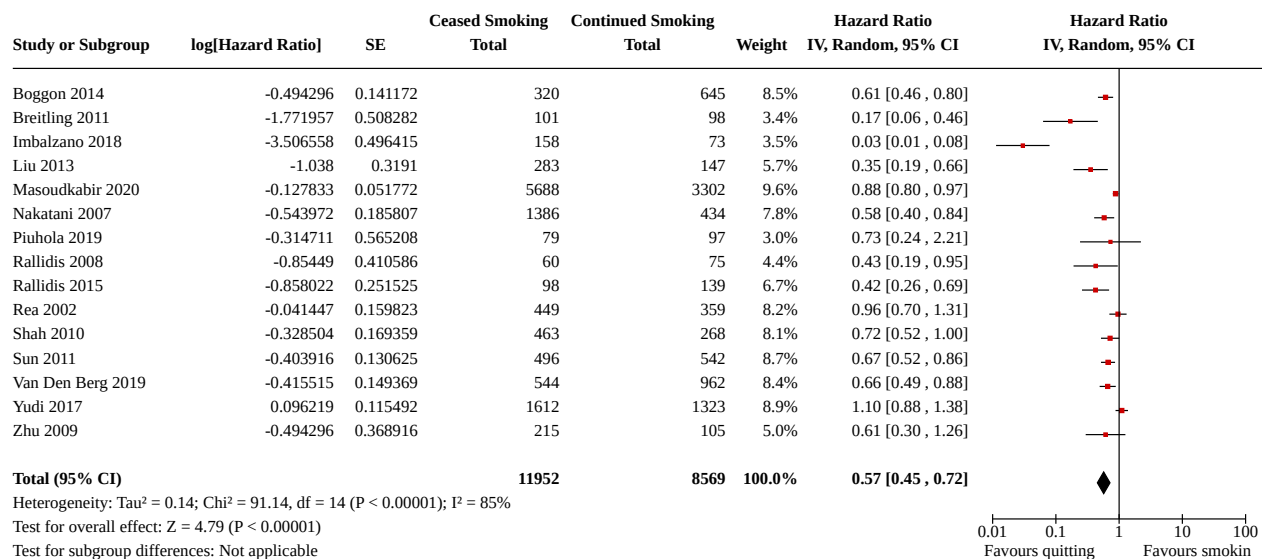 Ceased Smoking Continued Smoking Hazard Ratio Hazard Ratio
Study or Subgroup log[Hazard Ratio] SE Total Total Weight IV, Random, 95% CI IV, Random, 95% CI
Boggon 2014 -0.494296 0.141172 320 645 8.5% 0.61 [0.46 , 0.80]
Breitling 2011 -1.771957 0.508282 101 98 3.4% 0.17 [0.06 , 0.46]
Imbalzano 2018 -3.506558 0.496415 158 73 3.5% 0.03 [0.01 , 0.08]
Liu 2013 -1.038 0.3191 283 147 5.7% 0.35 [0.19 , 0.66]
Masoudkabir 2020 -0.127833 0.051772 5688 3302 9.6% 0.88 [0.80 , 0.97]
Nakatani 2007 -0.543972 0.185807 1386 434 7.8% 0.58 [0.40 , 0.84]
Piuhola 2019 -0.314711 0.565208 79 97 3.0% 0.73 [0.24 , 2.21]
Rallidis 2008 -0.85449 0.410586 60 75 4.4% 0.43 [0.19 , 0.95]
Rallidis 2015 -0.858022 0.251525 98 139 6.7% 0.42 [0.26 , 0.69]
Rea 2002 -0.041447 0.159823 449 359 8.2% 0.96 [0.70 , 1.31]
Shah 2010 -0.328504 0.169359 463 268 8.1% 0.72 [0.52 , 1.00]
Sun 2011 -0.403916 0.130625 496 542 8.7% 0.67 [0.52 , 0.86]
Van Den Berg 2019 -0.415515 0.149369 544 962 8.4% 0.66 [0.49 , 0.88]
Yudi 2017 0.096219 0.115492 1612 1323 8.9% 1.10 [0.88 , 1.38]
Zhu 2009 -0.494296 0.368916 215 105 5.0% 0.61 [0.30 , 1.26]
Total (95% CI) 11952 8569 100.0% 0.57 [0.45 , 0.72]
Heterogeneity: Tau² = 0.14; Chi² = 91.14, df = 14 (P < 0.00001); I² = 85%
Test for overall effect: Z = 4.79 (P < 0.00001)
0.01 0.1 1 10 100
Test for subgroup differences: Not applicable
Favours quitting Favours smokin